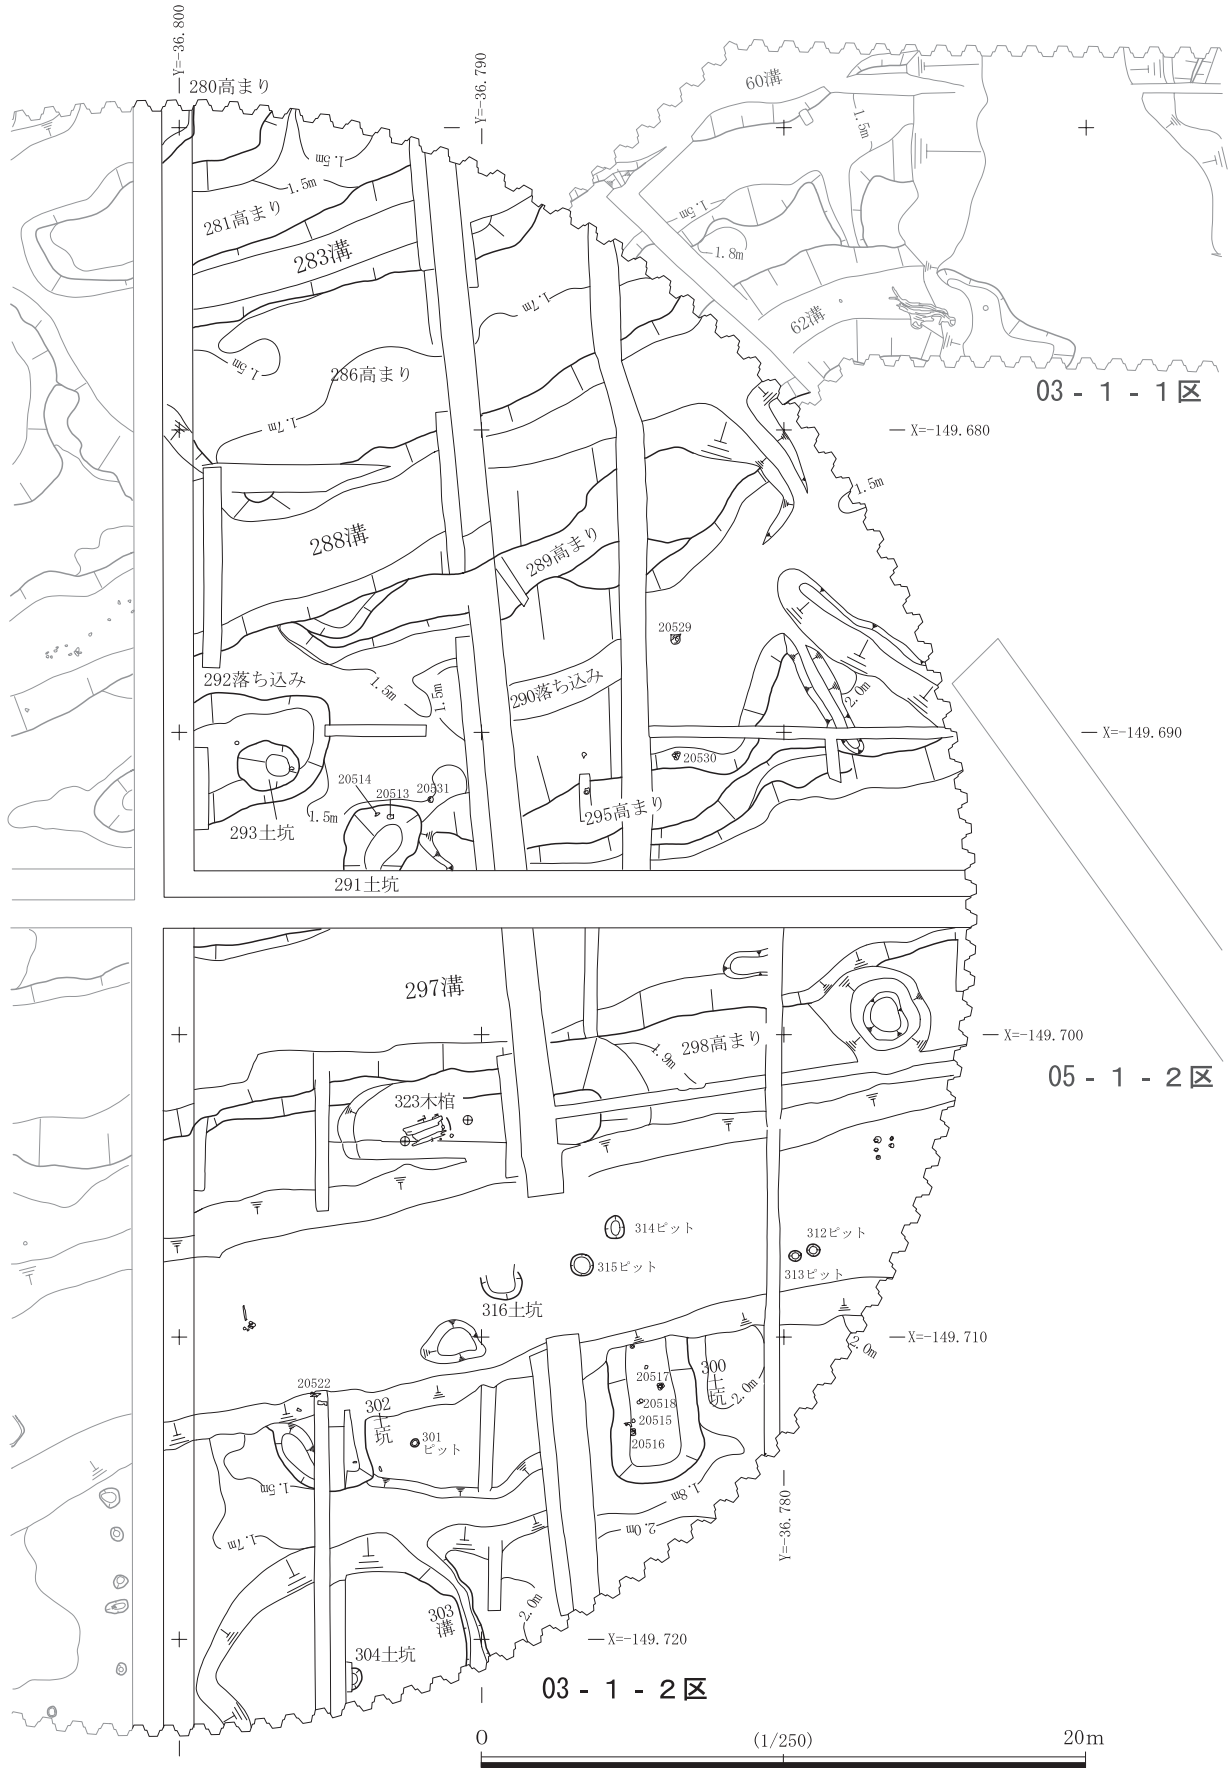 Y=-36.800
Y=-36.790
280高まり
60溝
1.5m
1.5m
1.5m
281高まり
1.5m
283溝
1.8m
1.7m
62溝
1.5m
286高まり
03 - 1 - 1区
1.7m
X=-149.680
1.5m
288溝
289高まり
20529
292落ち込み
1.5m
1.5m
290落ち込み
2.0m
X=-149.690
20530
20514
20513
20531
1.5m
295高まり
293土坑
291土坑
297溝
298高まり
1.9m
X=-149.700
05 - 1 - 2区
323木棺
314ピット
312ピット
315ピット
313ピット
316土坑
X=-149.710
2.0m
300土坑
20517
20522
2.0m
302土坑
20518
20515
301
ピット
20516
1.5m
1.8m
2.0m
1.7m
Y=-36.780
303溝
2.0m
X=-149.720
304土坑
03 - 1 - 2区
0
(1/250)
20m